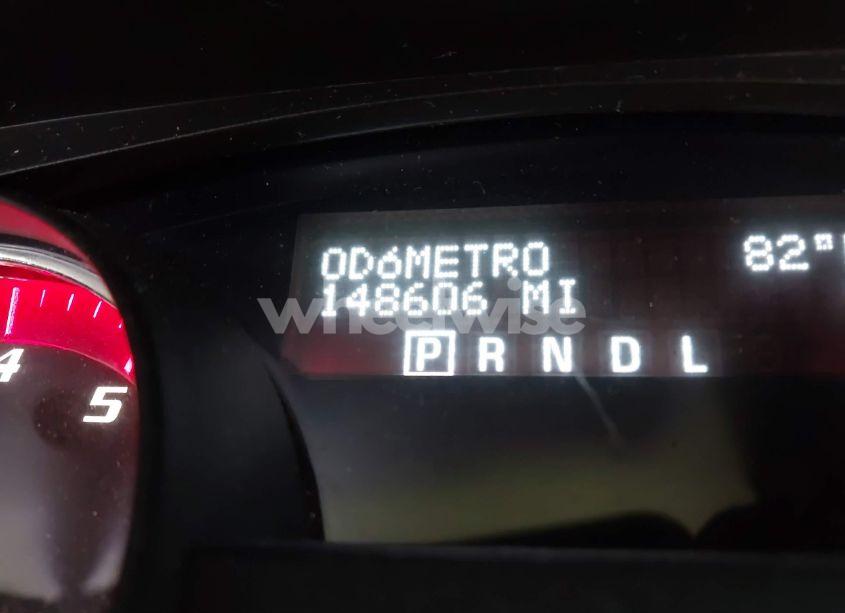 ODóMETRO
148606 MI
82°
wheelwise
P R N D L
4
5